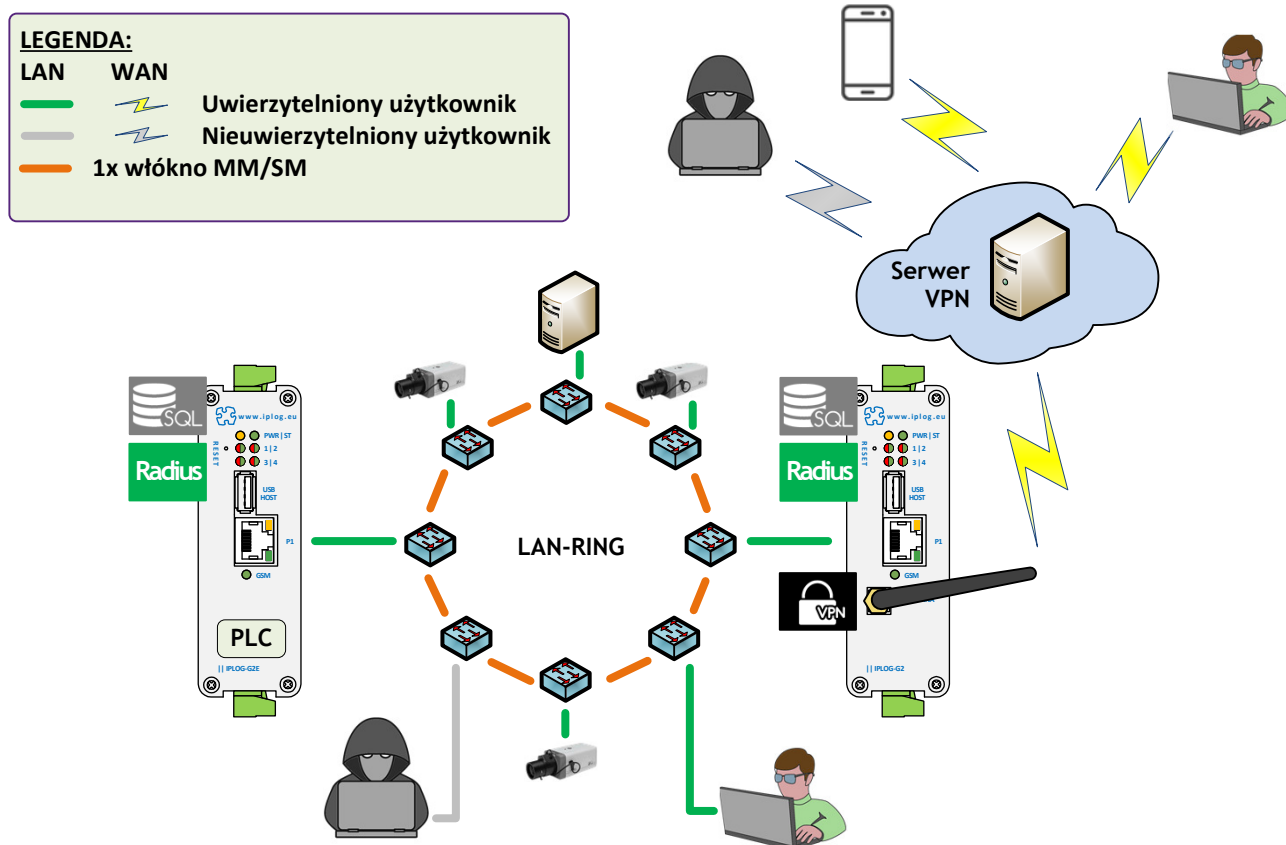 LEGENDA:
LAN WAN
Uwierzytelniony użytkownik
Nieuwierzytelniony użytkownik
1x włókno MM/SM
Serwer
VPN
SQL
www.iplog.eu
PWR|ST
RESET
1|2
3|4
Radius
USB
HOST
P1
GSM
PLC
|| IPLOG-G2E
LAN-RING
SQL
www.iplog.eu
PWR|ST
RESET
1|2
3|4
Radius
USB
HOST
P1
GSM
VPN
|| IPLOG-G2